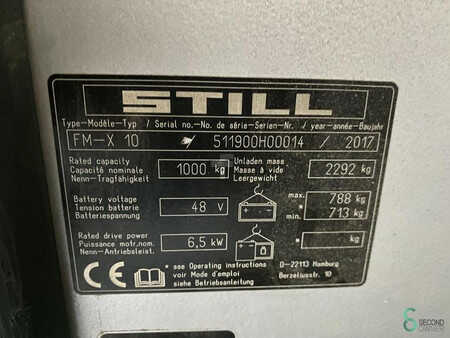 STILL
Type-Modèle-Typ / Serial no.-No. de série-Serien-Nr. / year-année-Baujahr
FM-X 10 511900H00014 / 2017
Rated capacity
Capacité nominale
Nenn-Tragfähigkeit
1000 kg
Unladen mass
Masse à vide
Leergewicht
2292 kg
Battery voltage
Tension batterie
Batteriespannung
48 V
max. 788 kg
*
min. 713 kg
Rated drive power
Puissance motr.nom.
Nenn-Antriebsleist.
6,5 kW
* kg
CE
* see Operating instructions
voir Mode d'emploi
siehe Betriebsanleitung
D-22113 Hamburg
Berzeliusstr. 10
SECOND